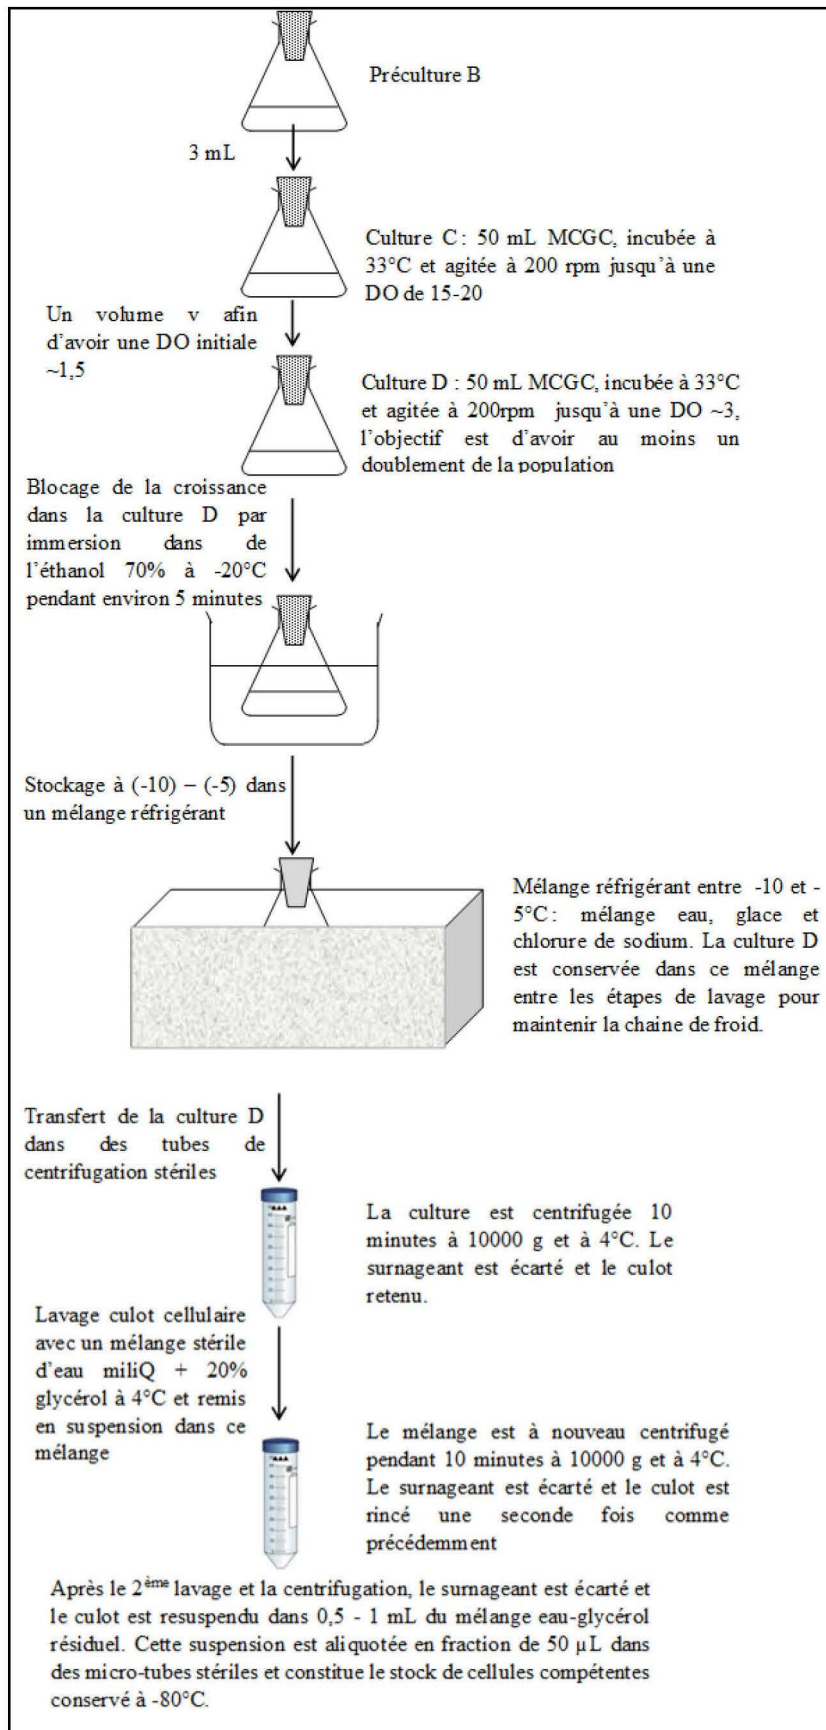 Préculture B
3 mL
Culture C : 50 mL MCGC, incubée à
33°C et agitée à 200 rpm jusqu'à une
DO de 15-20
Un volume v afin
d'avoir une DO initiale
~1,5
Culture D : 50 mL MCGC, incubée à 33°C
et agitée à 200rpm jusqu'à une DO ~3,
l'objectif est d'avoir au moins un
doublement de la population
Blocage de la croissance
dans la culture D par
immersion dans de
l'éthanol 70% à -20°C
pendant environ 5 minutes
Stockage à (-10) – (-5) dans
un mélange réfrigérant
Mélange réfrigérant entre -10 et -
5°C : mélange eau, glace et
chlorure de sodium. La culture D
est conservée dans ce mélange
entre les étapes de lavage pour
maintenir la chaine de froid.
Transfert de la culture D
dans des tubes de
centrifugation stériles
La culture est centrifugée 10
minutes à 10000 g et à 4°C. Le
surnageant est écarté et le culot
retenu.
Lavage culot cellulaire
avec un mélange stérile
d'eau miliQ + 20%
glycérol à 4°C et remis
en suspension dans ce
mélange
Le mélange est à nouveau centrifugé
pendant 10 minutes à 10000 g et à 4°C.
Le surnageant est écarté et le culot est
rincé une seconde fois comme
précédemment
Après le 2ème lavage et la centrifugation, le surnageant est écarté et
le culot est resuspendu dans 0,5 - 1 mL du mélange eau-glycérol
résiduel. Cette suspension est aliquotée en fraction de 50 µL dans
des micro-tubes stériles et constitue le stock de cellules compétentes
conservé à -80°C.